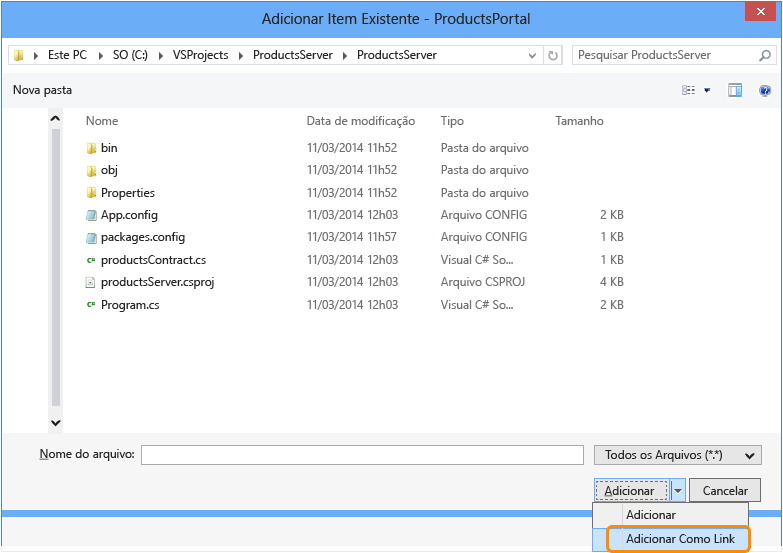 Adicionar Item Existente - ProductsPortal
Este PC SO (C:) VSProjects ProductsServer ProductsServer Pesquisar ProductsServer
Nova pasta
Nome Data de modificação Tipo Tamanho
bin 11/03/2014 11h52 Pasta do arquivo
obj 11/03/2014 11h52 Pasta do arquivo
Properties 11/03/2014 11h52 Pasta do arquivo
App.config 11/03/2014 12h03 Arquivo CONFIG 2 KB
packages.config 11/03/2014 11h57 Arquivo CONFIG 1 KB
C# productsContract.cs 11/03/2014 12h03 Visual C# So... 1 KB
productsServer.csproj 11/03/2014 12h03 Arquivo CSPROJ 4 KB
C# Program.cs 11/03/2014 12h03 Visual C# So... 2 KB
Nome do arquivo: Todos os Arquivos (*.*)
Adicionar Cancelar
Adicionar
Adicionar Como Link